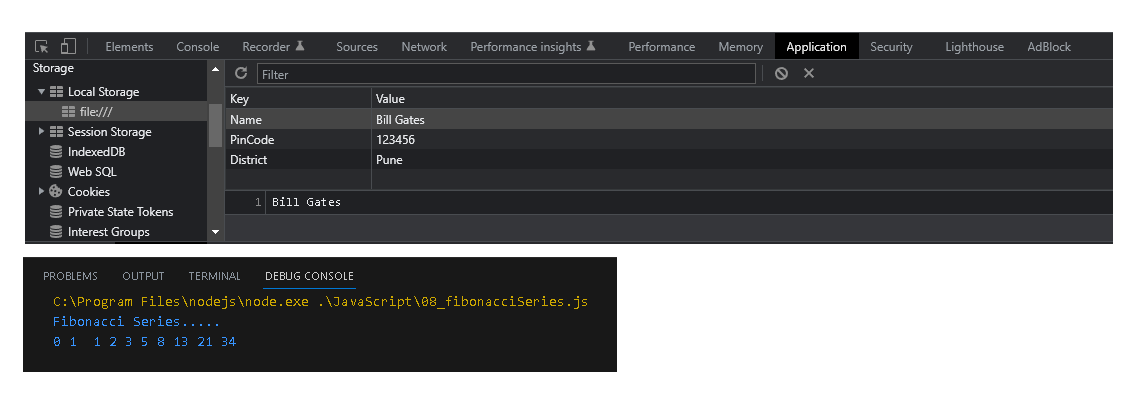 Elements Console Recorder Sources Network Performance insights Performance Memory Application Security Lighthouse AdBlock
Storage
Filter
Local Storage
Key Value
file:///
Name Bill Gates
Session Storage
PinCode 123456
IndexedDB
District Pune
Web SQL
Cookies
1 Bill Gates
Private State Tokens
Interest Groups
PROBLEMS OUTPUT TERMINAL DEBUG CONSOLE
C:\Program Files\nodejs\node.exe .\JavaScript\08_fibonacciSeries.js
Fibonacci Series.....
0 1  1 2 3 5 8 13 21 34